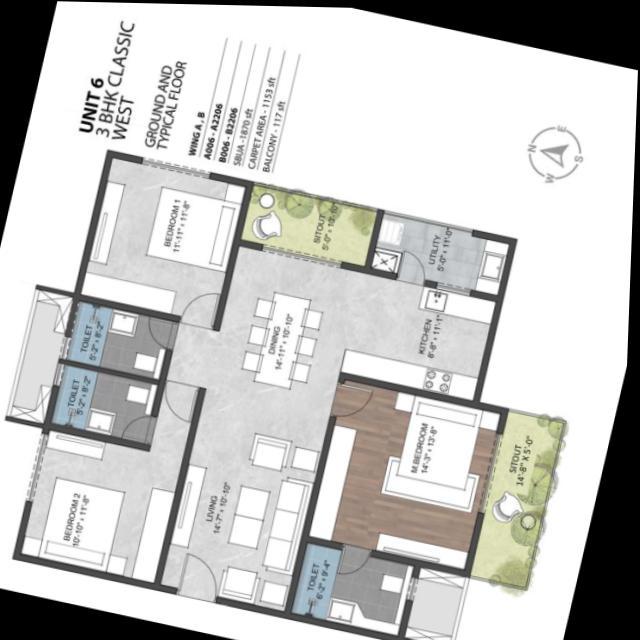 UNIT 6
3 BHK CLASSIC
WEST
GROUND AND
TYPICAL FLOOR
WING A , B
A006 - A2206
B006 - B2206
SBUA -1870 sft
CARPET AREA - 1153 sft
BALCONY - 117 sft
N
E
S
W
BEDROOM 1
11'-11" x 11'-8"
SITOUT
UTILITY
5'-0" x 11'-0"
TOILET
5'-2" x 8'-2"
DINING
14'-11" x 10'-10"
KITCHEN
TOILET
5'-2" x 8'-2"
M.BEDROOM
14'-3" x 13'-8"
SITOUT
14'-8" X 5'-0"
BEDROOM 2
10'-10" x 11'-8"
LIVING
14'-7" x 10'-10"
TOILET
6'-2" x 9'-4"